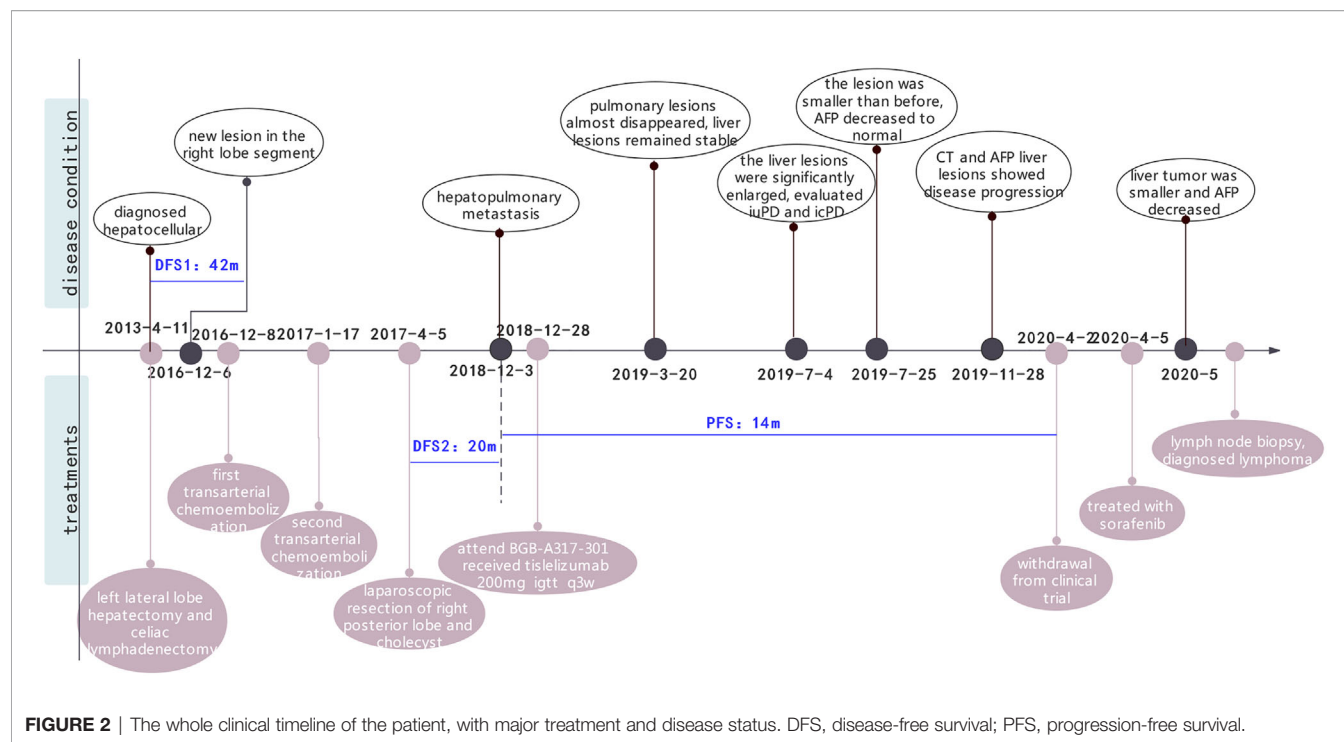 disease condition
treatments
new lesion in the
right lobe segment
diagnosed
hepatocellular
hepatopulmonary
metastasis
pulmonary lesions
almost disappeared, liver
lesions remained stable
the liver lesions
were significantly
enlarged, evaluated
iuPD and icPD
the lesion was
smaller than before,
AFP decreased to
normal
CT and AFP liver
lesions showed
disease progression
liver tumor was
smaller and AFP
decreased
DFS1: 42m
2013-4-11
2016-12-6
2016-12-8
2017-1-17
2017-4-5
2018-12-3
2018-12-28
2019-3-20
2019-7-4
2019-7-25
2019-11-28
2020-4-2
2020-4-5
2020-5
DFS2: 20m
PFS: 14m
left lateral lobe
hepatectomy and
celiac
lymphadenectomy
first
transarterial
chemoemboliz
ation
second
transarterial
chemoemboli
zation
laparoscopic
resection of right
posterior lobe and
cholecyst
attend BGB-A317-301
received tislelizumab
200mg igtt q3w
withdrawal
from clinical
trial
treated with
sorafenib
lymph node biopsy,
diagnosed lymphoma
FIGURE 2 | The whole clinical timeline of the patient, with major treatment and disease status. DFS, disease-free survival; PFS, progression-free survival.